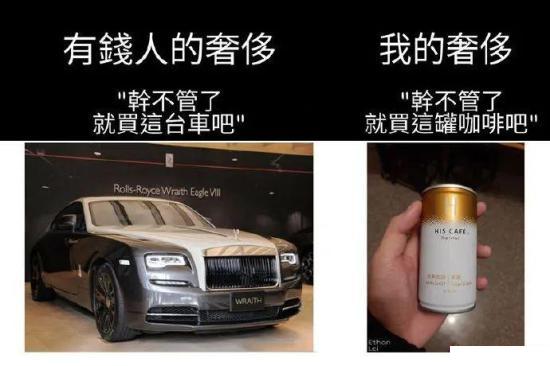 有錢人的奢侈
"幹不管了
就買這台車吧"
我的奢侈
"幹不管了
就買這罐咖啡吧"
Rolls-Royce Wraith Eagle VIII
WRAITH
HIS CAFÉ.
Ethan
Lei